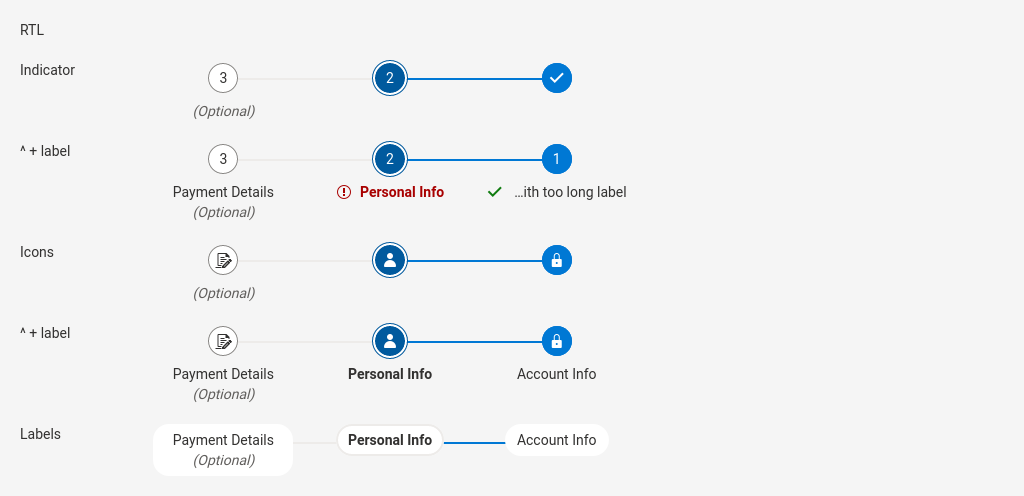 RTL
Indicator
3 2
(Optional)
^ + label
3 2 1
Payment Details Personal Info ...ith too long label
(Optional)
Icons
(Optional)
^ + label
Payment Details Personal Info Account Info
(Optional)
Labels
Payment Details Personal Info Account Info
(Optional)